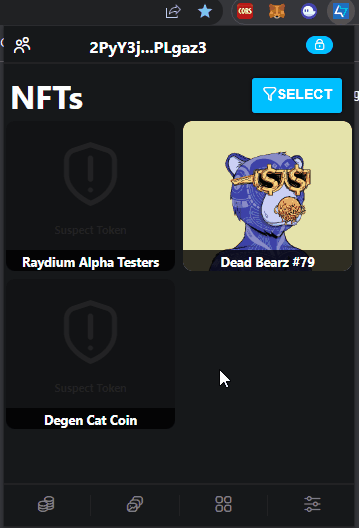 CORS
2PyY3j...PLgaz3
NFTs
SELECT
Suspect Token
Raydium Alpha Testers
Dead Bearz #79
Suspect Token
Degen Cat Coin